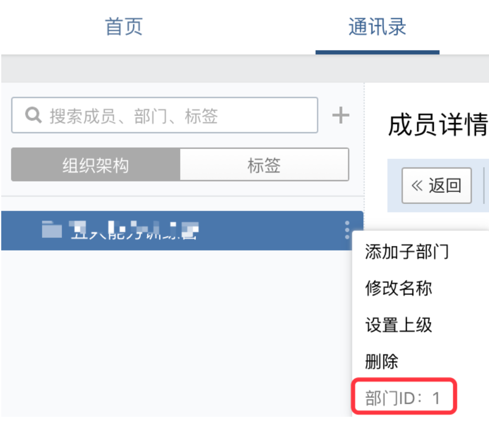 首页
通讯录
搜索成员、部门、标签
成员详情
组织架构
标签
« 返回
添加子部门
修改名称
设置上级
删除
部门ID: 1